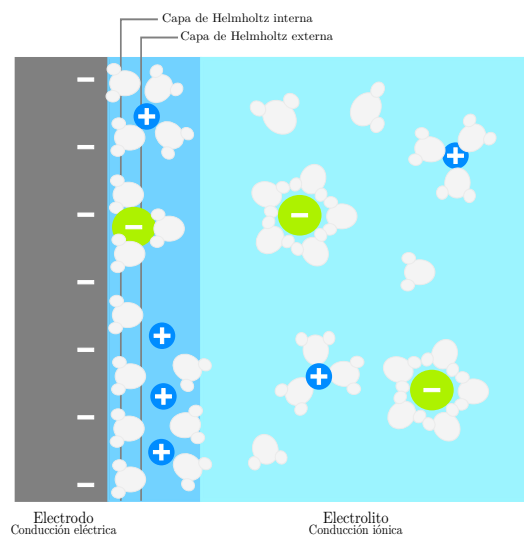 Capa de Helmholtz interna
Capa de Helmholtz externa
Electrodo
Conducción eléctrica
Electrolito
Conducción iónica